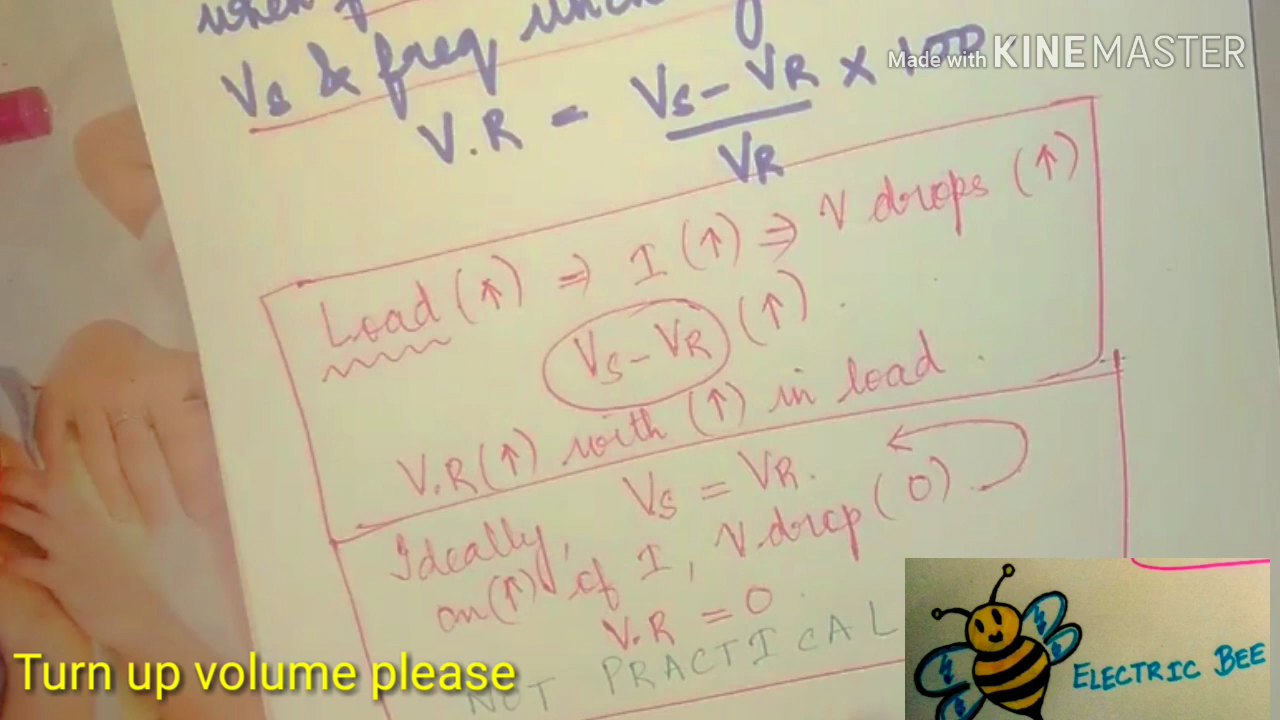 when f
Vs & freq
V.R = Vs - VR × 100
VR
Made with KINEMASTER
Load (↑) ⇒ I (↑) ⇒ V drops (↑)
Vs - VR (↑)
V.R (↑) with (↑) in load
Ideally, Vs = VR.
on (↑) of I, V.drop (0)
V.R = 0
NOT PRACTICAL
Turn up volume please
ELECTRIC BEE